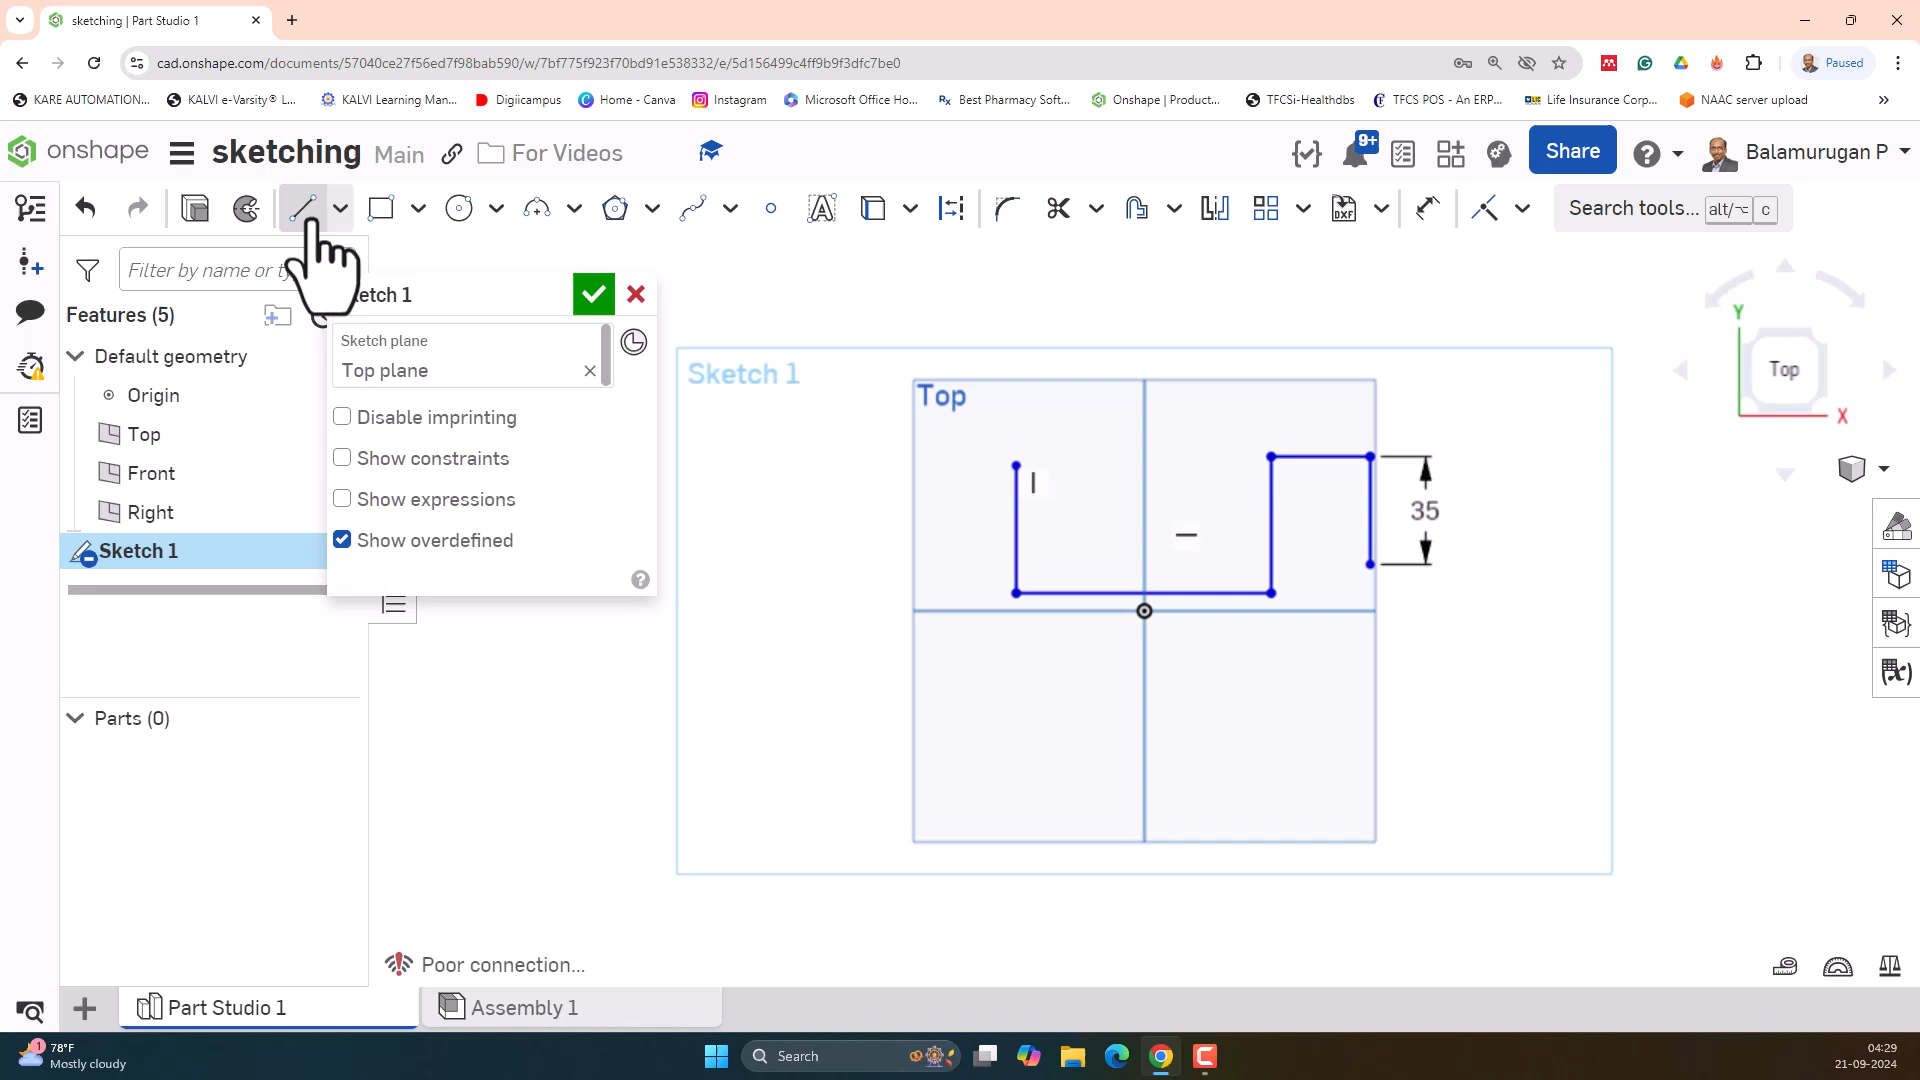 sketching | Part Studio 1
cad.onshape.com/documents/57040ce27f56ed7f98bab590/w/7bf775f923f70bd91e538332/e/5d156499c4ff9b9f3dfc7be0
Paused
KARE AUTOMATION...
KALVI e-Varsity® L...
KALVI Learning Man...
Digiicampus
Home - Canva
Instagram
Microsoft Office Ho...
Rx Best Pharmacy Soft...
Onshape | Product...
TFCSi-Healthdbs
TFCS POS - An ERP...
Life Insurance Corp...
NAAC server upload
onshape
sketching Main
For Videos
9+
Share
Balamurugan P
DXF
Search tools... alt/⌥ c
Filter by name or ty
Features (5)
Default geometry
Origin
Top
Front
Right
Sketch 1
Parts (0)
etch 1
Sketch plane
Top plane
Disable imprinting
Show constraints
Show expressions
Show overdefined
Sketch 1
Top
35
Y
Top
X
(x)
Poor connection...
Part Studio 1
Assembly 1
1
78°F
Mostly cloudy
Search
04:29
21-09-2024